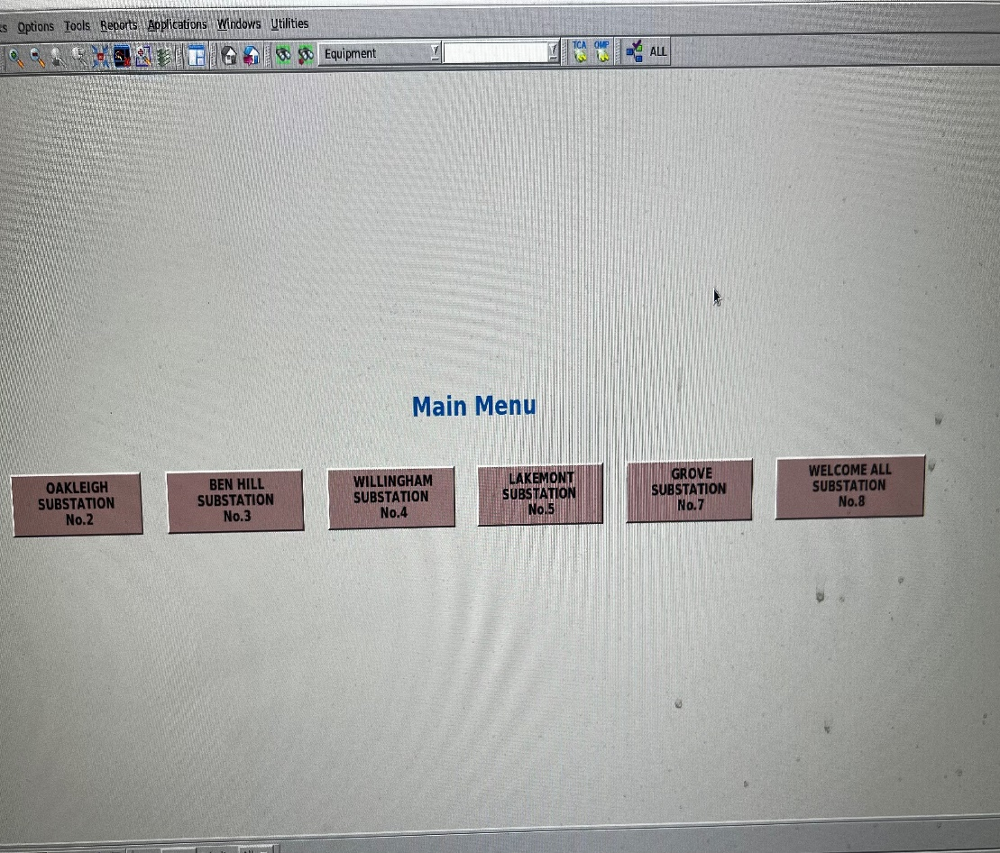 Options Tools Reports Applications Windows Utilities
Equipment TCA OMP ALL
Main Menu
OAKLEIGH
SUBSTATION
No.2
BEN HILL
SUBSTATION
No.3
WILLINGHAM
SUBSTATION
No.4
LAKEMONT
SUBSTATION
No.5
GROVE
SUBSTATION
No.7
WELCOME ALL
SUBSTATION
No.8